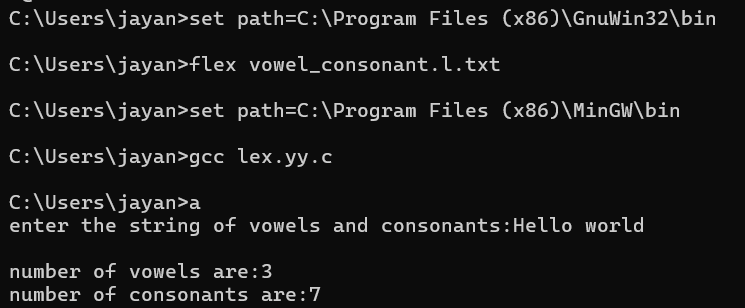 C:\Users\jayan>set path=C:\Program Files (x86)\GnuWin32\bin
C:\Users\jayan>flex vowel_consonant.l.txt
C:\Users\jayan>set path=C:\Program Files (x86)\MinGW\bin
C:\Users\jayan>gcc lex.yy.c
C:\Users\jayan>a
enter the string of vowels and consonants:Hello world
number of vowels are:3
number of consonants are:7